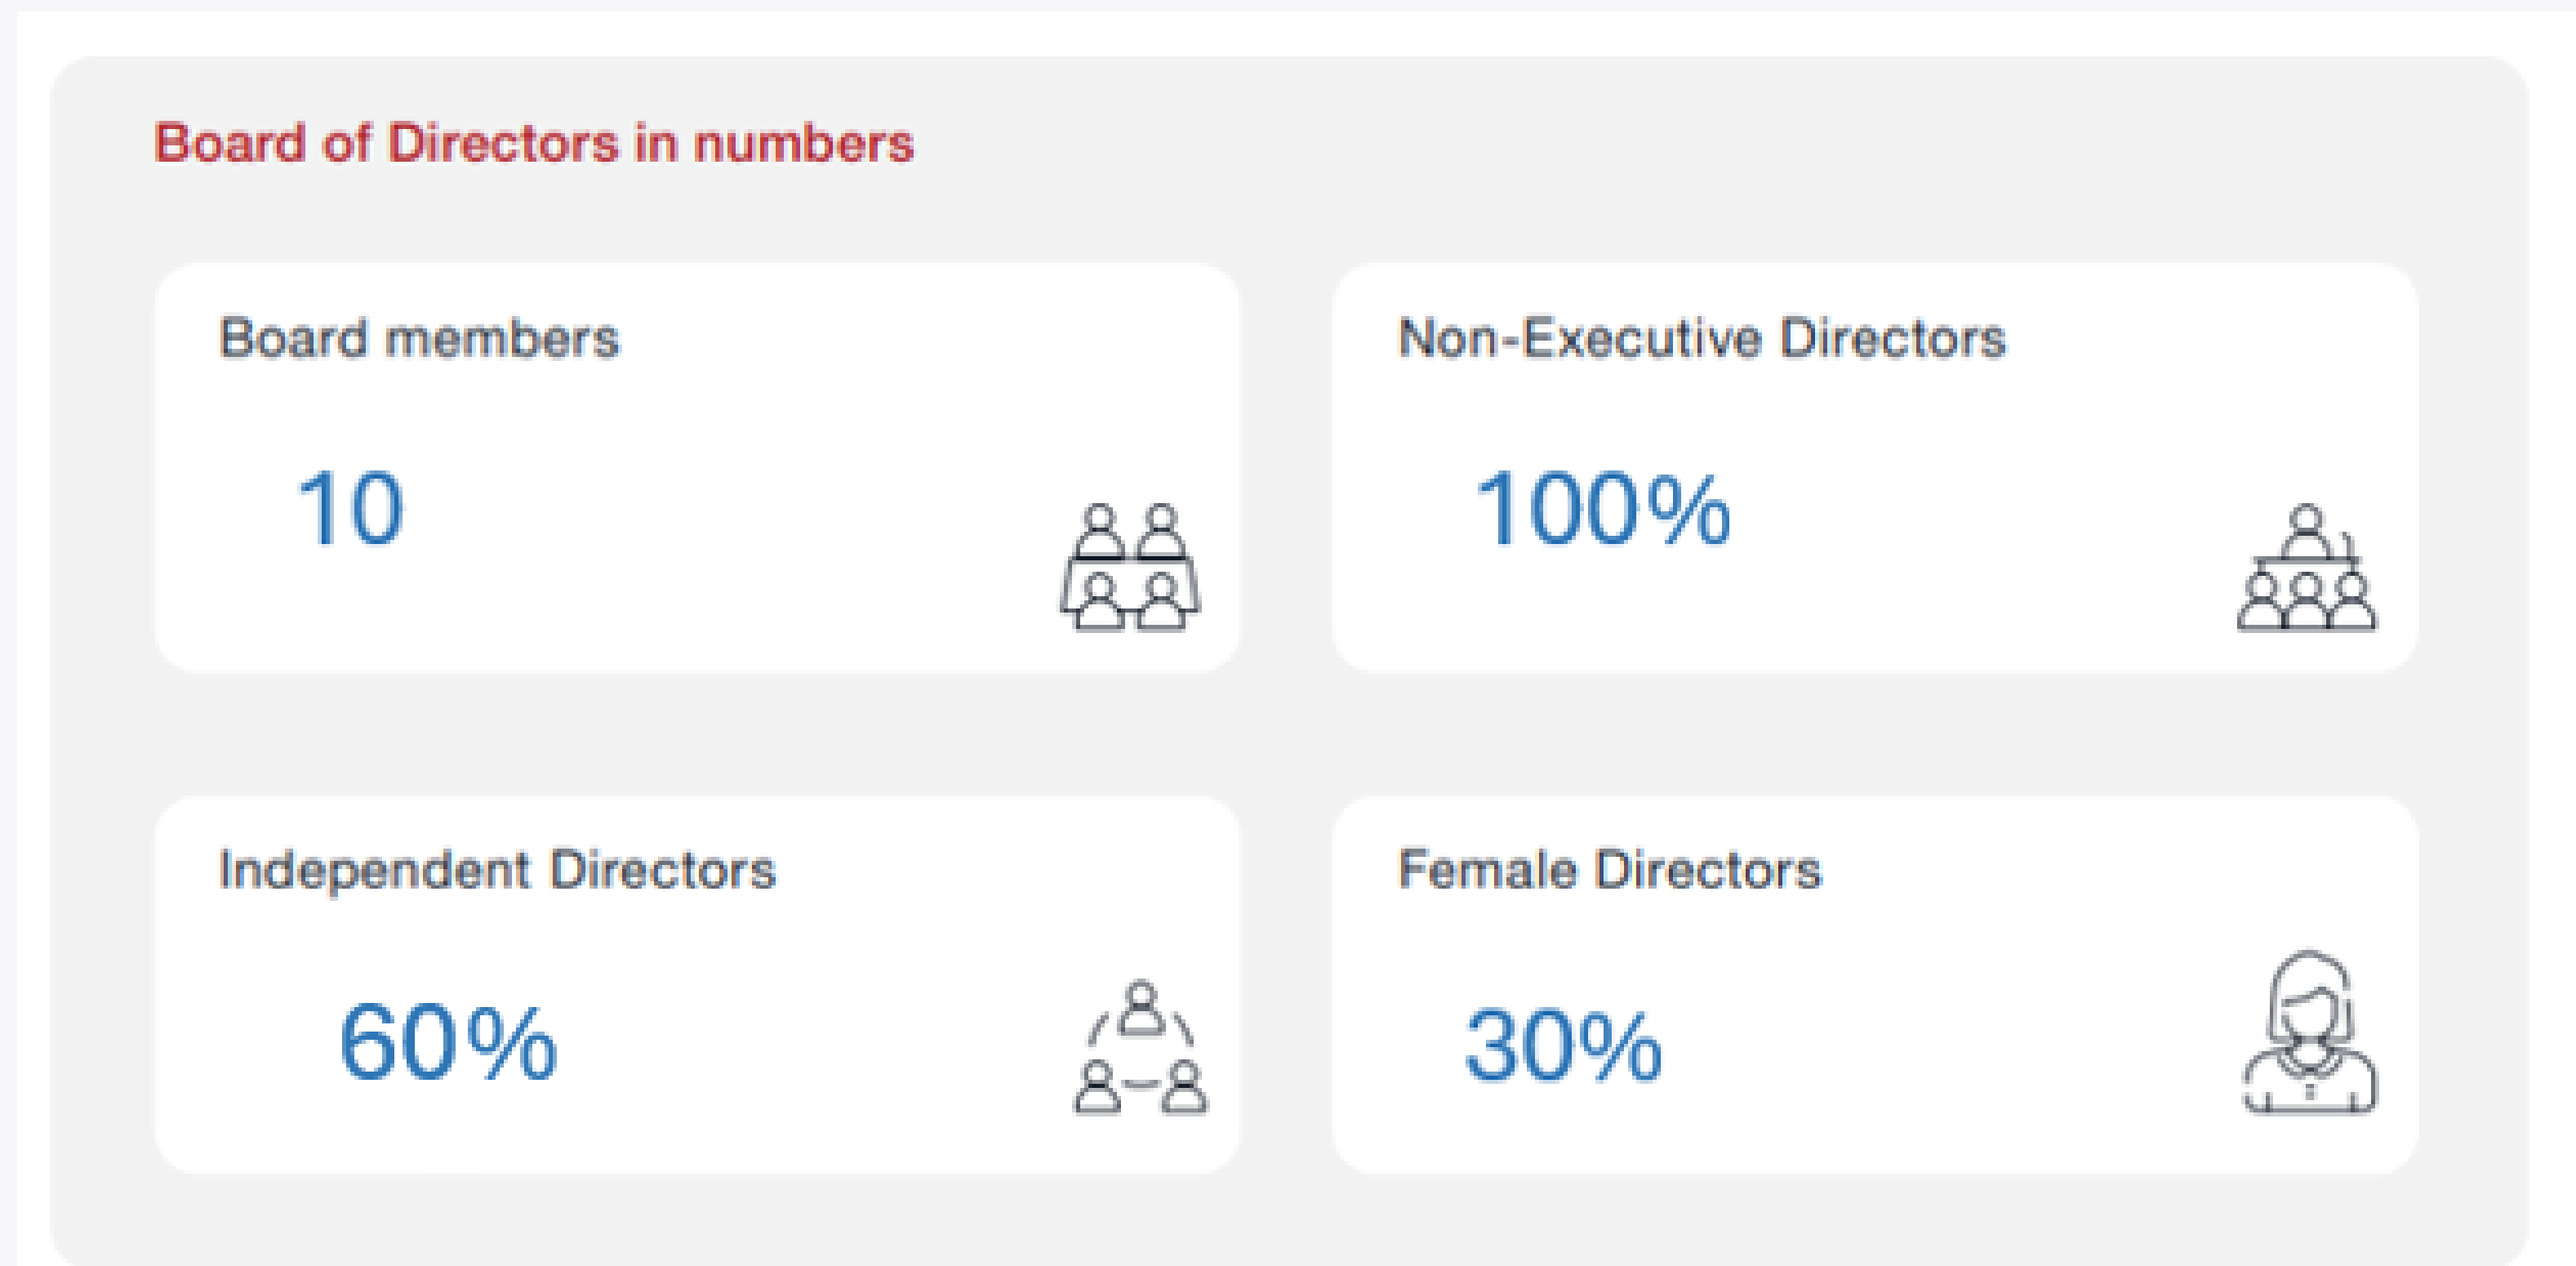 Board of Directors in numbers
Board members
10
Non-Executive Directors
100%
Independent Directors
60%
Female Directors
30%